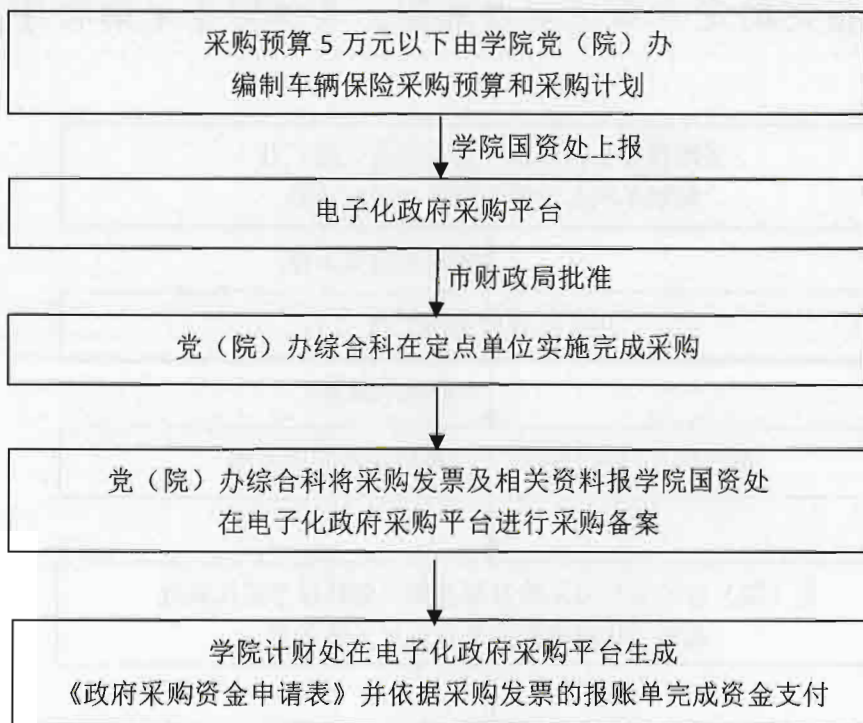 采购预算 5 万元以下由学院党（院）办
编制车辆保险采购预算和采购计划
学院国资处上报
电子化政府采购平台
市财政局批准
党（院）办综合科在定点单位实施完成采购
党（院）办综合科将采购发票及相关资料报学院国资处
在电子化政府采购平台进行采购备案
学院计财处在电子化政府采购平台生成
《政府采购资金申请表》并依据采购发票的报账单完成资金支付